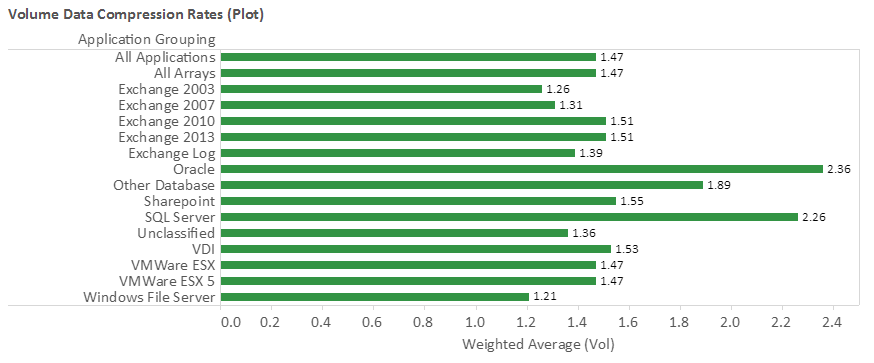 Volume Data Compression Rates (Plot)
Application Grouping
All Applications 1.47
All Arrays 1.47
Exchange 2003 1.26
Exchange 2007 1.31
Exchange 2010 1.51
Exchange 2013 1.51
Exchange Log 1.39
Oracle 2.36
Other Database 1.89
Sharepoint 1.55
SQL Server 2.26
Unclassified 1.36
VDI 1.53
VMWare ESX 1.47
VMWare ESX 5 1.47
Windows File Server 1.21
0.0 0.2 0.4 0.6 0.8 1.0 1.2 1.4 1.6 1.8 2.0 2.2 2.4
Weighted Average (Vol)